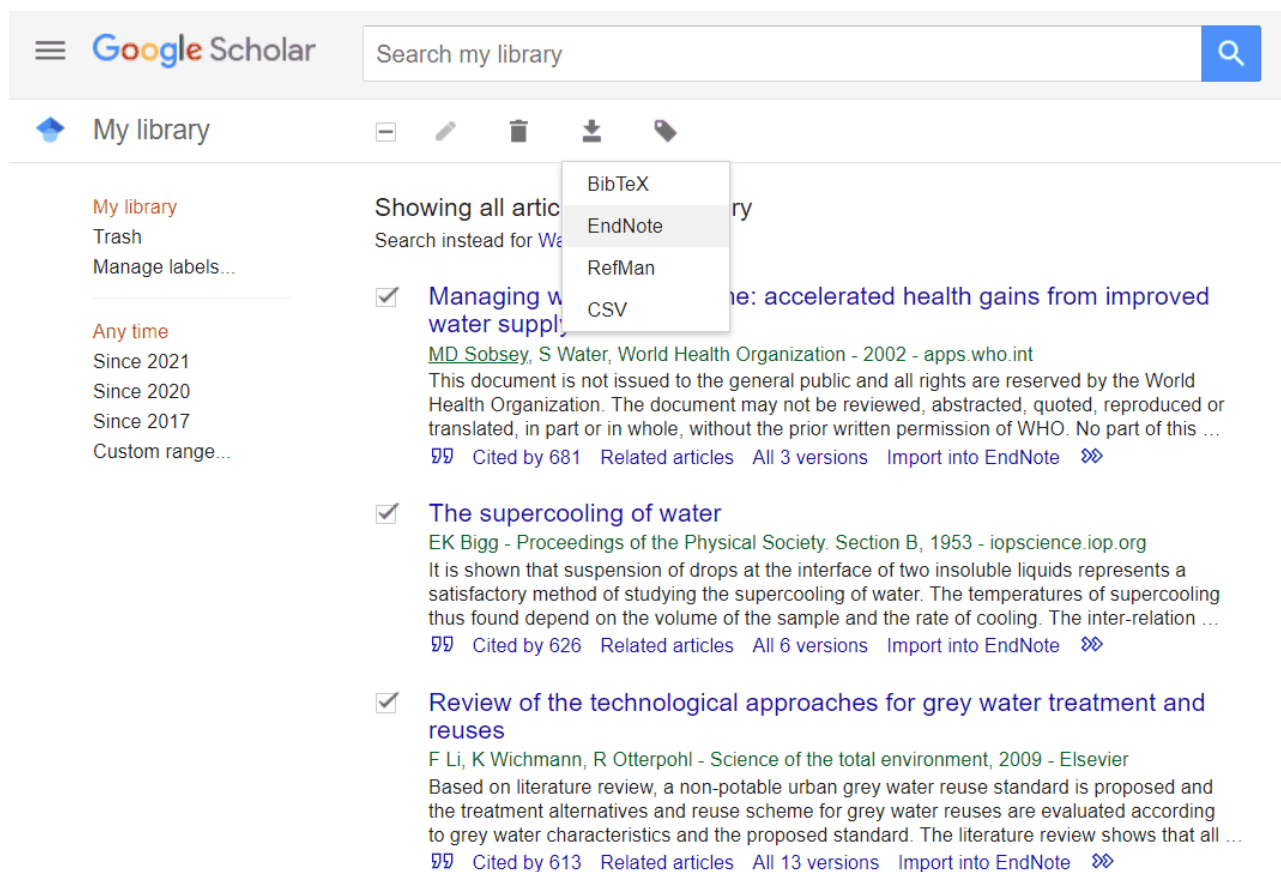 Google Scholar
Search my library
My library
BibTeX
EndNote
RefMan
CSV
My library
Trash
Manage labels...
Any time
Since 2021
Since 2020
Since 2017
Custom range...
Showing all artic ry
Search instead for Wa
Managing w ne: accelerated health gains from improved
water supply
MD Sobsey, S Water, World Health Organization - 2002 - apps.who.int
This document is not issued to the general public and all rights are reserved by the World
Health Organization. The document may not be reviewed, abstracted, quoted, reproduced or
translated, in part or in whole, without the prior written permission of WHO. No part of this ...
Cited by 681 Related articles All 3 versions Import into EndNote
The supercooling of water
EK Bigg - Proceedings of the Physical Society. Section B, 1953 - iopscience.iop.org
It is shown that suspension of drops at the interface of two insoluble liquids represents a
satisfactory method of studying the supercooling of water. The temperatures of supercooling
thus found depend on the volume of the sample and the rate of cooling. The inter-relation ...
Cited by 626 Related articles All 6 versions Import into EndNote
Review of the technological approaches for grey water treatment and
reuses
F Li, K Wichmann, R Otterpohl - Science of the total environment, 2009 - Elsevier
Based on literature review, a non-potable urban grey water reuse standard is proposed and
the treatment alternatives and reuse scheme for grey water reuses are evaluated according
to grey water characteristics and the proposed standard. The literature review shows that all ...
Cited by 613 Related articles All 13 versions Import into EndNote